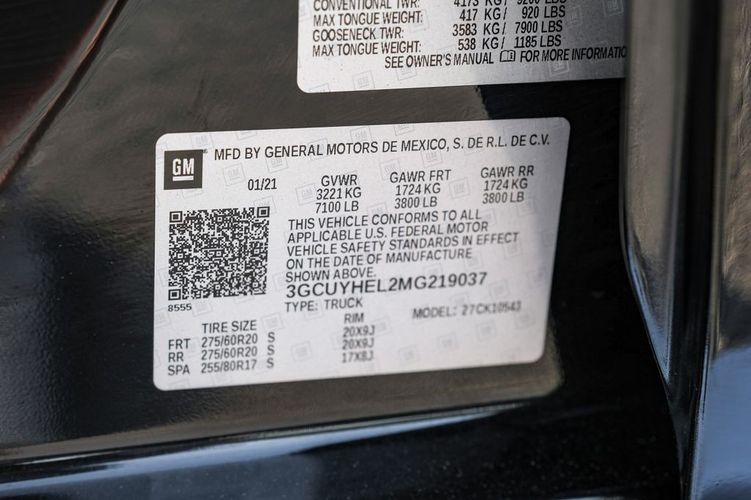 CONVENTIONAL TWR: 4173 KG/ 9200 LBS
MAX TONGUE WEIGHT: 417 KG/ 920 LBS
GOOSENECK TWR: 3583 KG/ 7900 LBS
MAX TONGUE WEIGHT: 538 KG/ 1185 LBS
SEE OWNER'S MANUAL FOR MORE INFORMATIO
GM MFD BY GENERAL MOTORS DE MEXICO, S. DE R.L. DE C.V.
01/21 GVWR GAWR FRT GAWR RR
3221 KG 1724 KG 1724 KG
7100 LB 3800 LB 3800 LB
THIS VEHICLE CONFORMS TO ALL
APPLICABLE U.S. FEDERAL MOTOR
VEHICLE SAFETY STANDARDS IN EFFECT
ON THE DATE OF MANUFACTURE
SHOWN ABOVE.
3GCUYHEL2MG219037
8555 TYPE: TRUCK
MODEL: 27CK10543
TIRE SIZE RIM
FRT 275/60R20 S 20X9J
RR 275/60R20 S 20X9J
SPA 255/80R17 S 17X8J